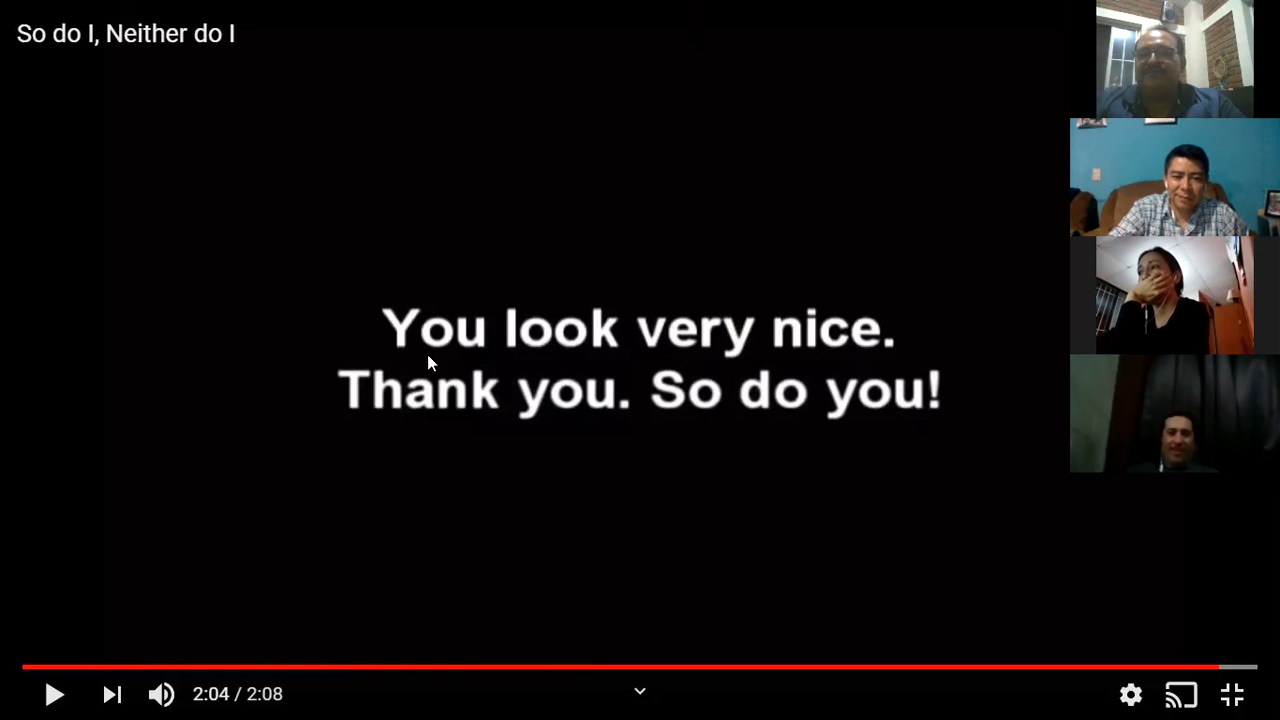 So do I, Neither do I
You look very nice.
Thank you. So do you!
2:04 / 2:08